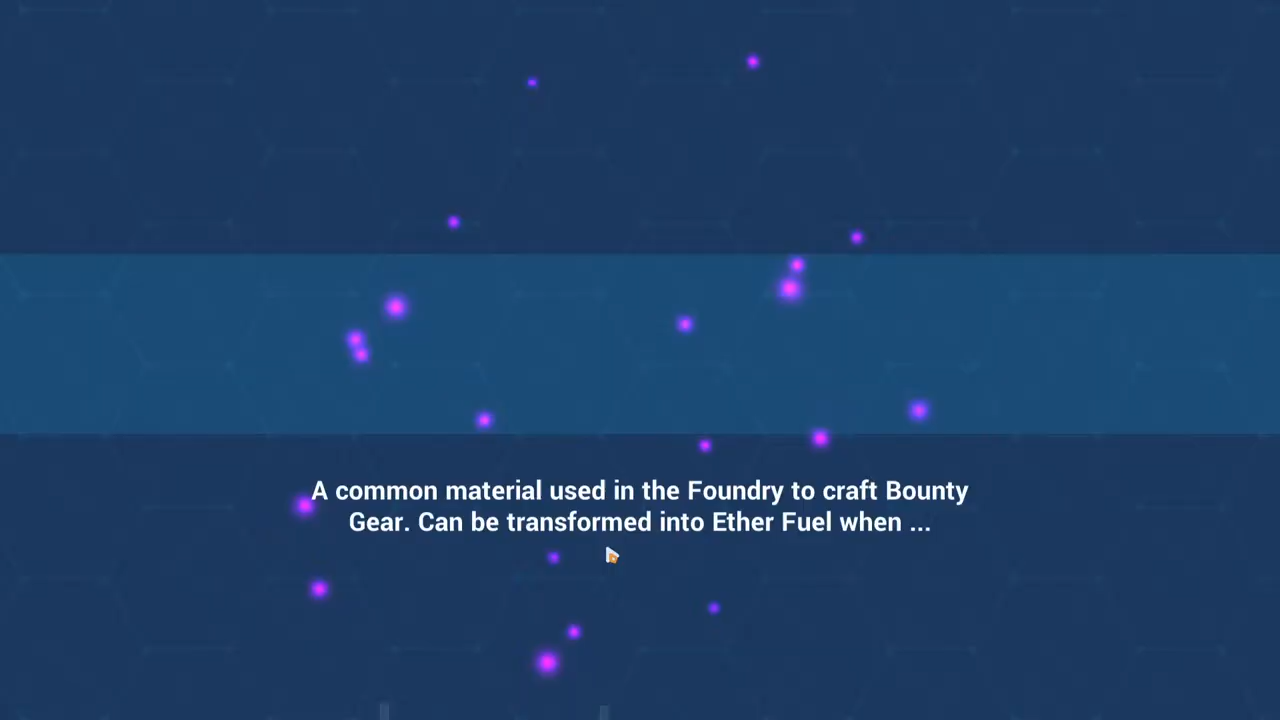 A common material used in the Foundry to craft Bounty
Gear. Can be transformed into Ether Fuel when ...